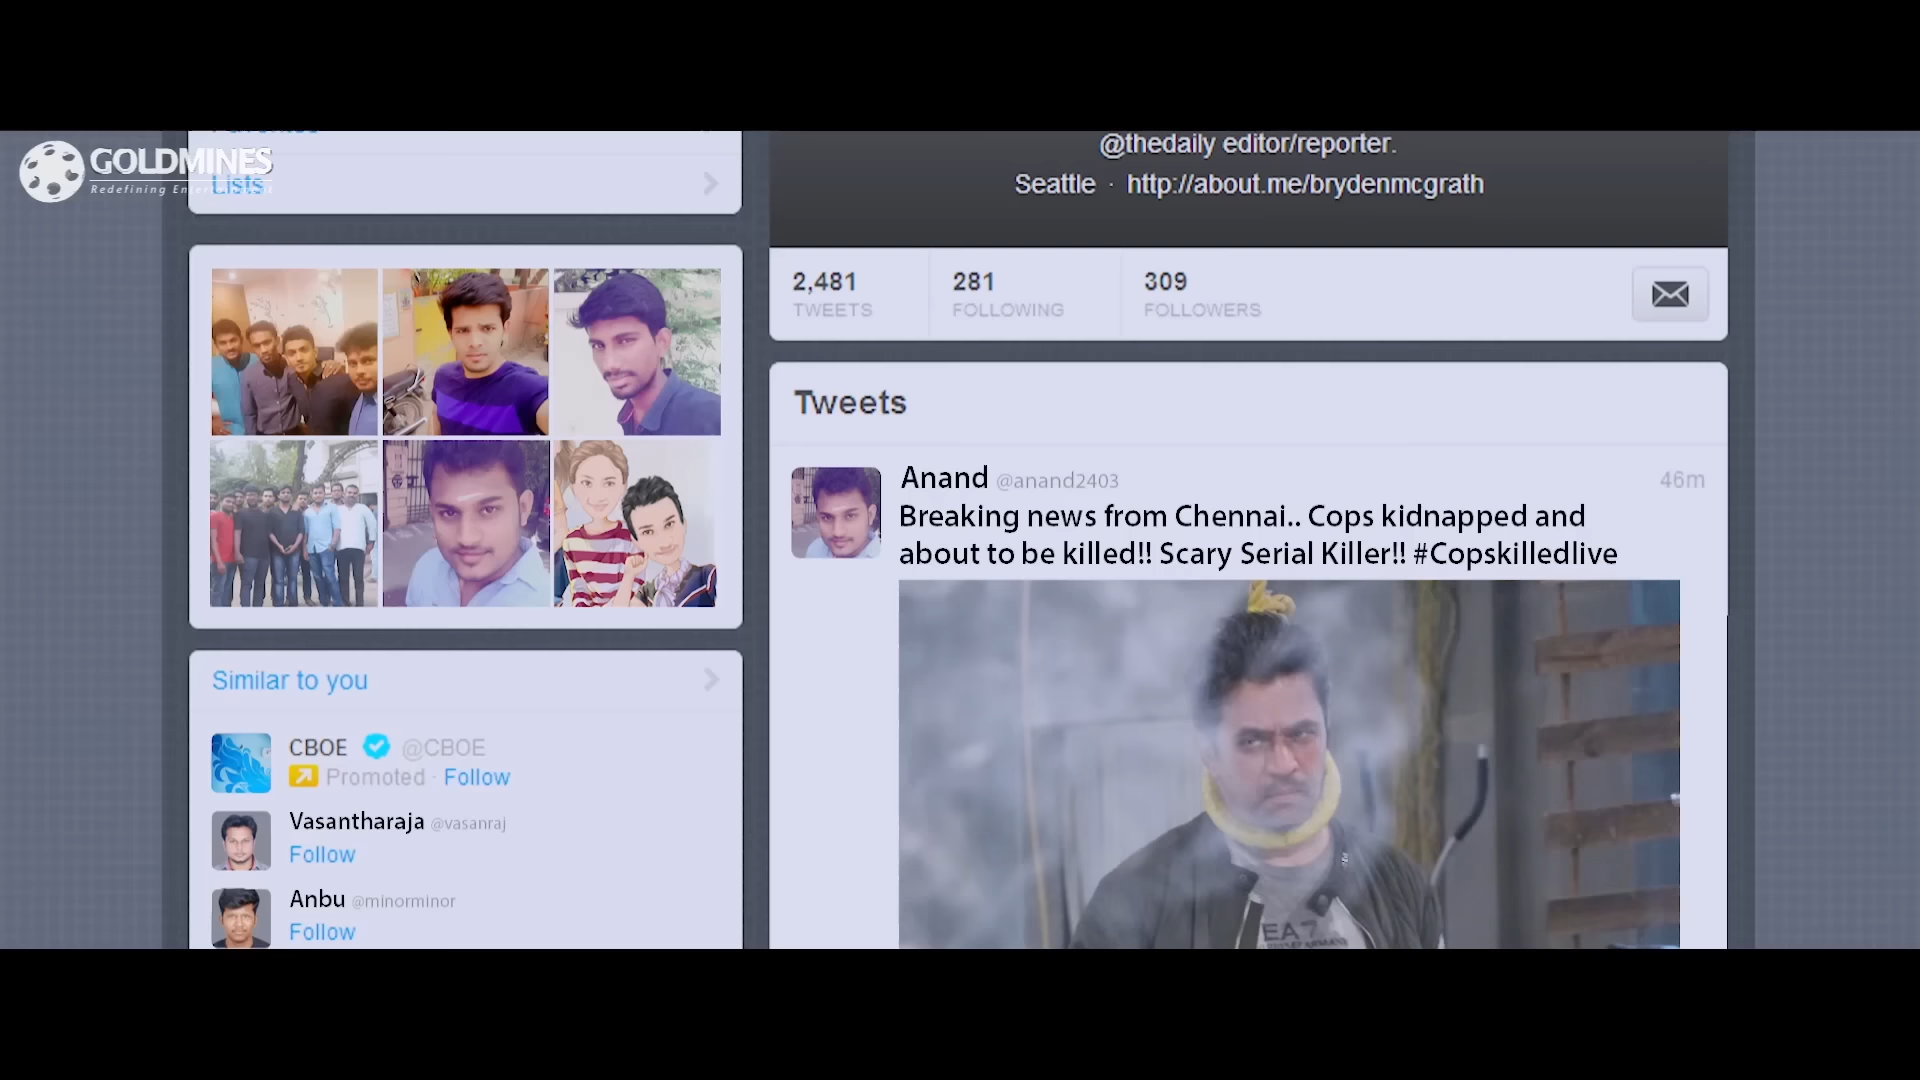 GOLDMINES
Redefining Entertainment
Lists
@thedaily editor/reporter.
Seattle · http://about.me/brydenmcgrath
2,481
TWEETS
281
FOLLOWING
309
FOLLOWERS
Tweets
Anand @anand2403
46m
Breaking news from Chennai.. Cops kidnapped and
about to be killed!! Scary Serial Killer!! #Copskilledlive
EA7
Similar to you
CBOE @CBOE
Promoted · Follow
Vasantharaja @vasanraj
Follow
Anbu @minorminor
Follow